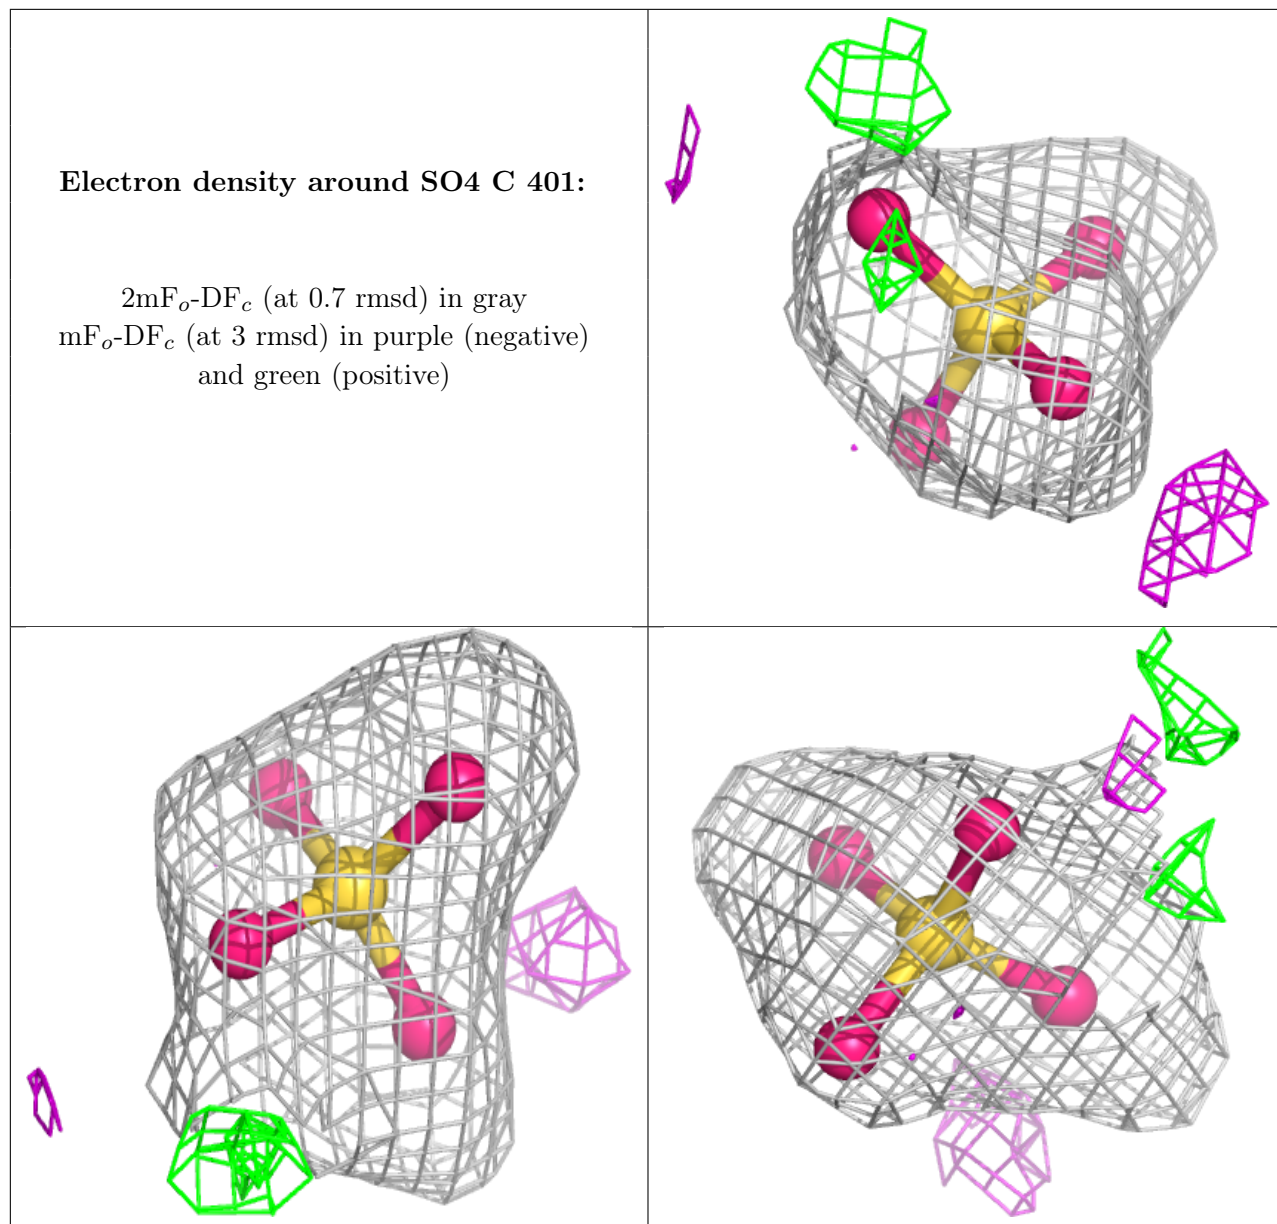 Electron density around SO4 C 401:
2mFo-DFc (at 0.7 rmsd) in gray
mFo-DFc (at 3 rmsd) in purple (negative)
and green (positive)